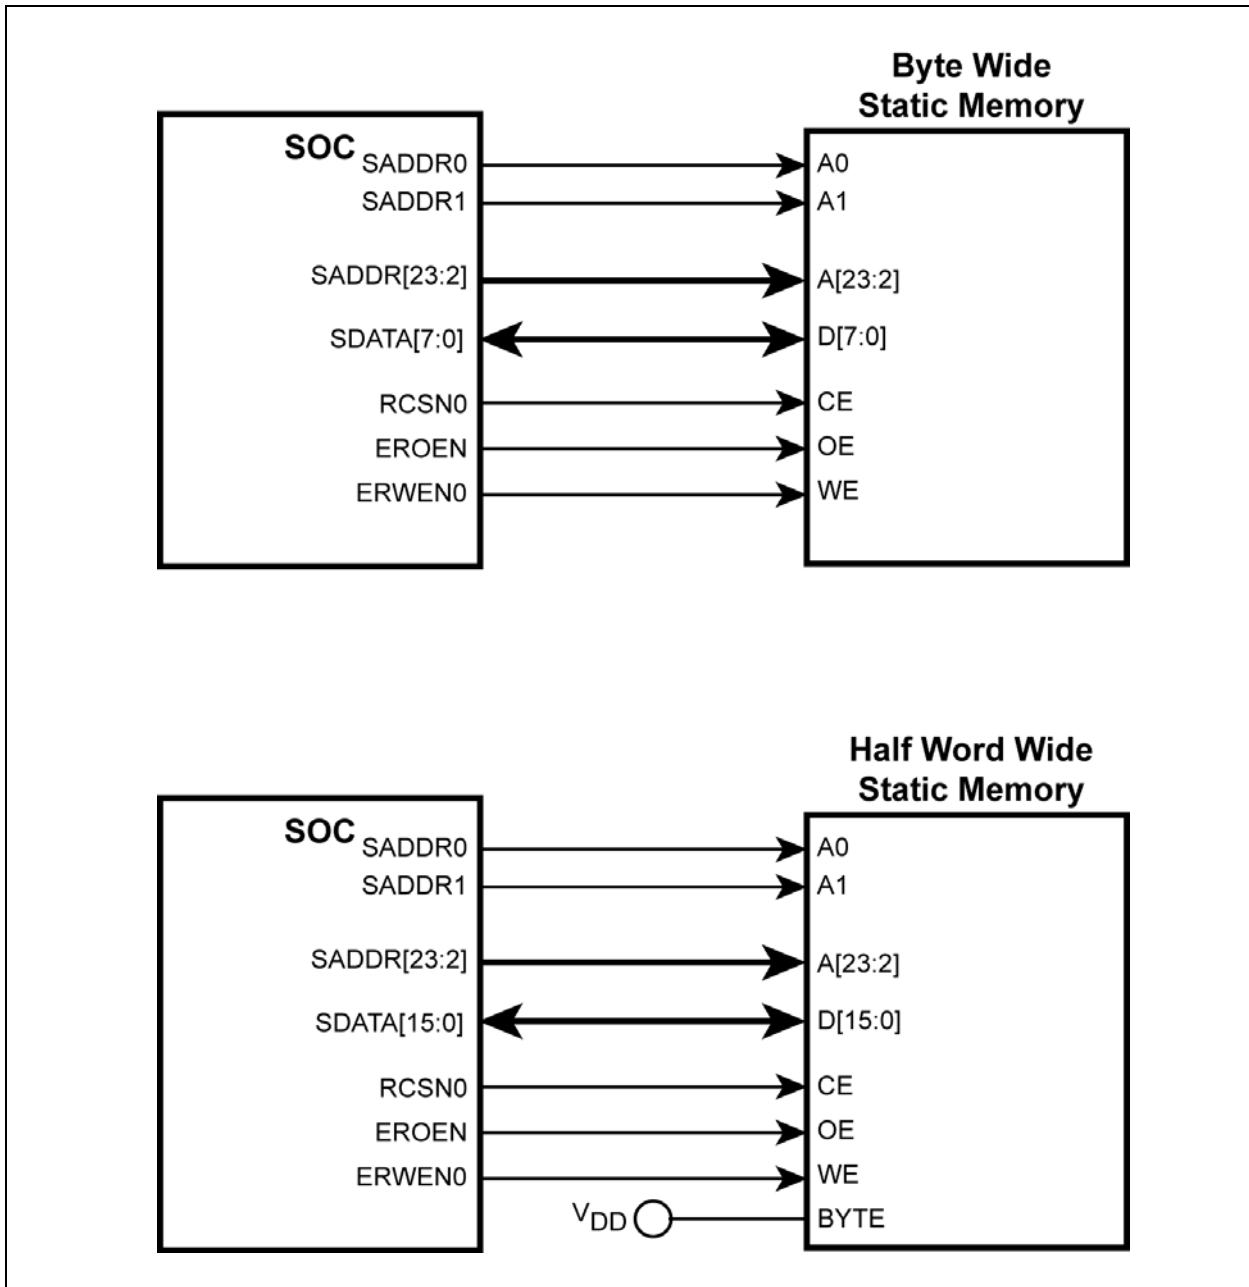 Byte Wide
Static Memory
SOC
SADDR0
A0
SADDR1
A1
SADDR[23:2]
A[23:2]
SDATA[7:0]
D[7:0]
RCSN0
CE
EROEN
OE
ERWEN0
WE
Half Word Wide
Static Memory
SOC
SADDR0
A0
SADDR1
A1
SADDR[23:2]
A[23:2]
SDATA[15:0]
D[15:0]
RCSN0
CE
EROEN
OE
ERWEN0
WE
VDD
BYTE